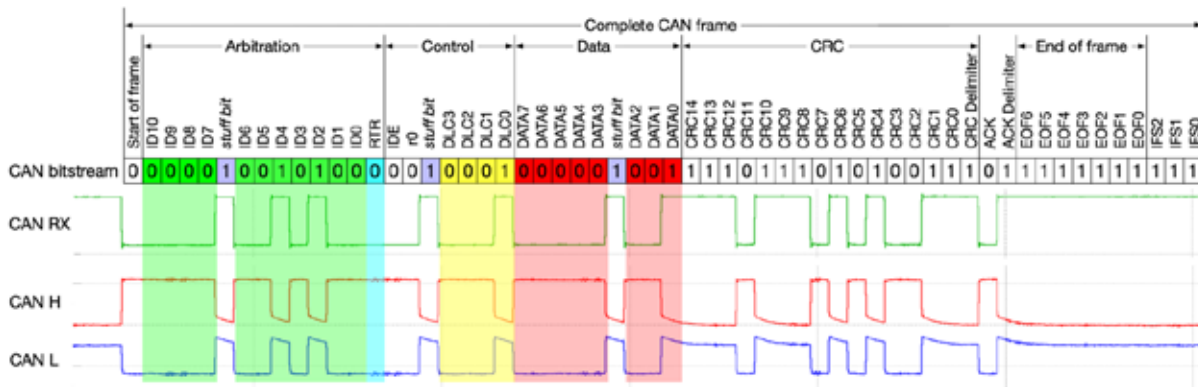 Complete CAN frame
Arbitration Control Data CRC End of frame
Start of frame ID10 ID9 ID8 ID7 stuff bit ID6 ID5 ID4 ID3 ID2 ID1 ID0 RTR IDE r0 stuff bit DLC3 DLC2 DLC1 DLC0 DATA7 DATA6 DATA5 DATA4 DATA3 stuff bit DATA2 DATA1 DATA0 CRC14 CRC13 CRC12 CRC11 CRC10 CRC9 CRC8 CRC7 CRC6 CRC5 CRC4 CRC3 CRC2 CRC1 CRC0 CRC Delimiter ACK ACK Delimiter EOF6 EOF5 EOF4 EOF3 EOF2 EOF1 EOF0 IFS2 IFS1 IFS0
CAN bitstream 0 0 0 0 0 1 0 0 1 0 1 0 0 0 0 0 1 0 0 0 1 0 0 0 0 0 1 0 0 1 1 1 1 0 1 1 1 0 1 0 1 0 0 1 1 1 0 1 1 1 1 1 1 1 1 1 1 1
CAN RX
CAN H
CAN L